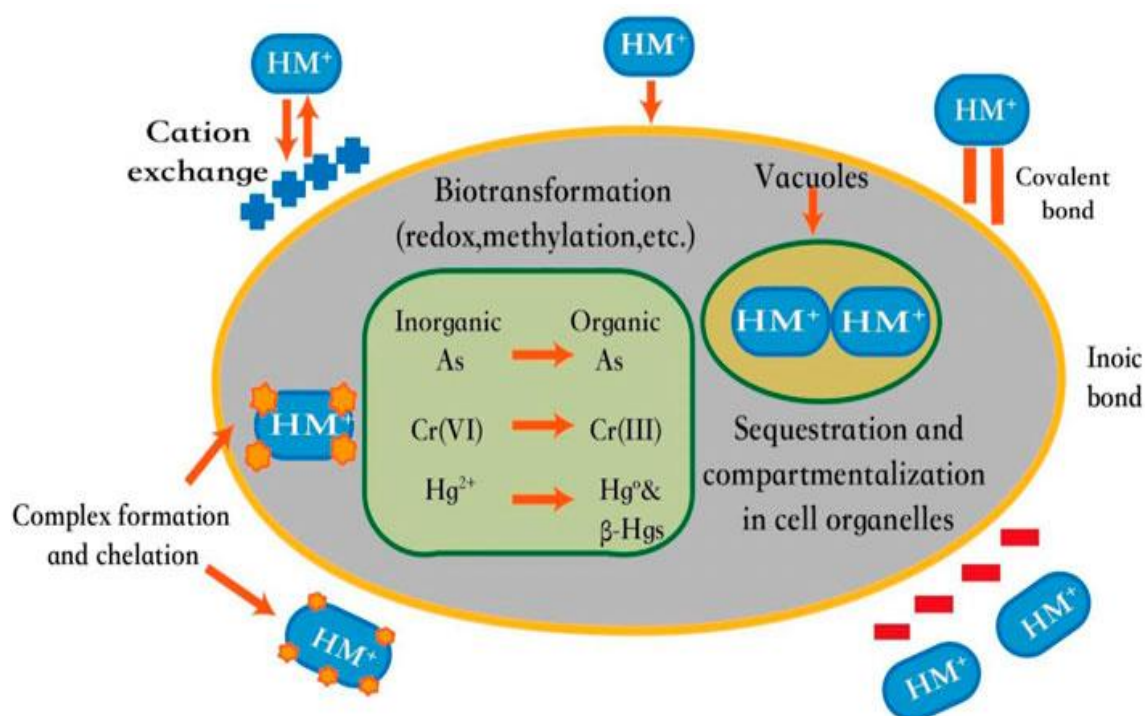 HM⁺
HM⁺
HM⁺
Cation
exchange
Covalent
bond
Biotransformation
(redox,methylation,etc.)
Vacuoles
HM⁺ HM⁺
Inorganic
As
Organic
As
Cr(VI)
Cr(III)
Hg²⁺
Hg⁰&
β-Hgs
Inoic
bond
Sequestration and
compartmentalization
in cell organelles
HM⁺
Complex formation
and chelation
HM⁺
HM⁺
HM⁺